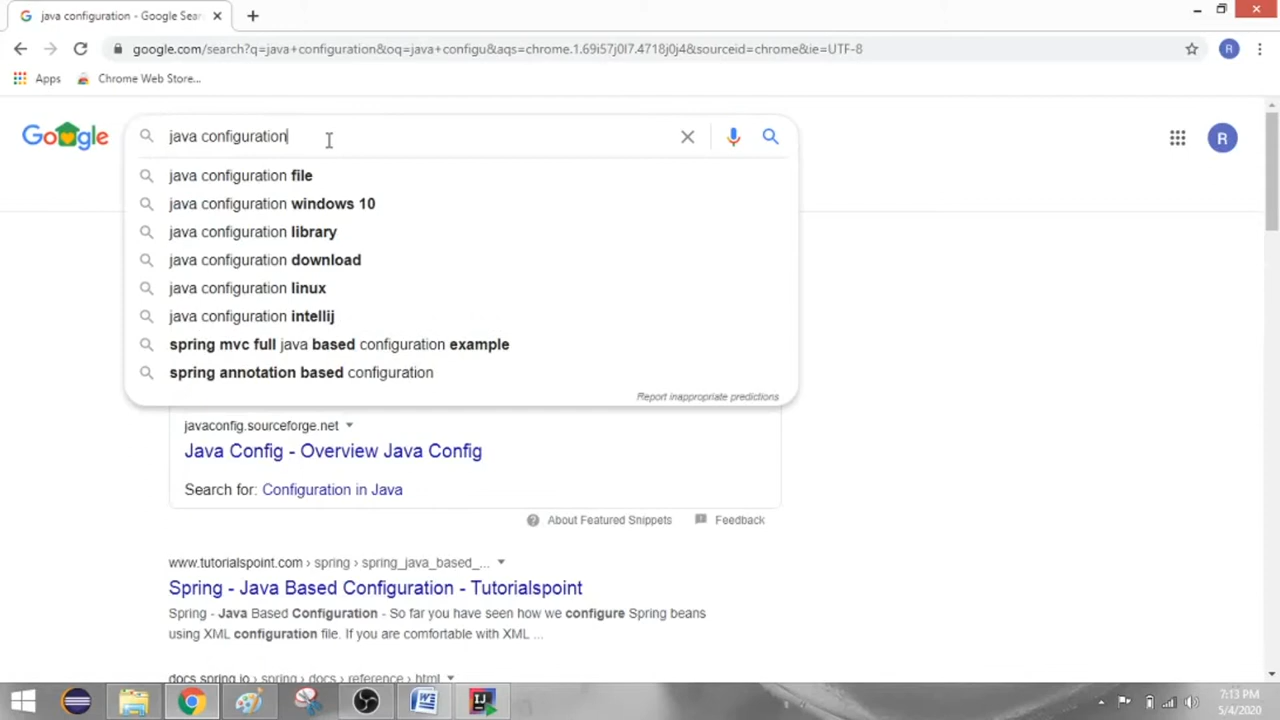 java configuration - Google Sear
google.com/search?q=java+configuration&oq=java+configu&aqs=chrome.1.69i57j0l7.4718j0j4&sourceid=chrome&ie=UTF-8
R
Apps
Chrome Web Store...
Google
java configuration
R
java configuration file
java configuration windows 10
java configuration library
java configuration download
java configuration linux
java configuration intellij
spring mvc full java based configuration example
spring annotation based configuration
Report inappropriate predictions
javaconfig.sourceforge.net
Java Config - Overview Java Config
Search for: Configuration in Java
About Featured Snippets
Feedback
www.tutorialspoint.com › spring › spring_java_based_...
Spring - Java Based Configuration - Tutorialspoint
Spring - Java Based Configuration - So far you have seen how we configure Spring beans
using XML configuration file. If you are comfortable with XML ...
docs.spring.io › spring › docs › reference › html
IJ
7:13 PM
5/4/2020